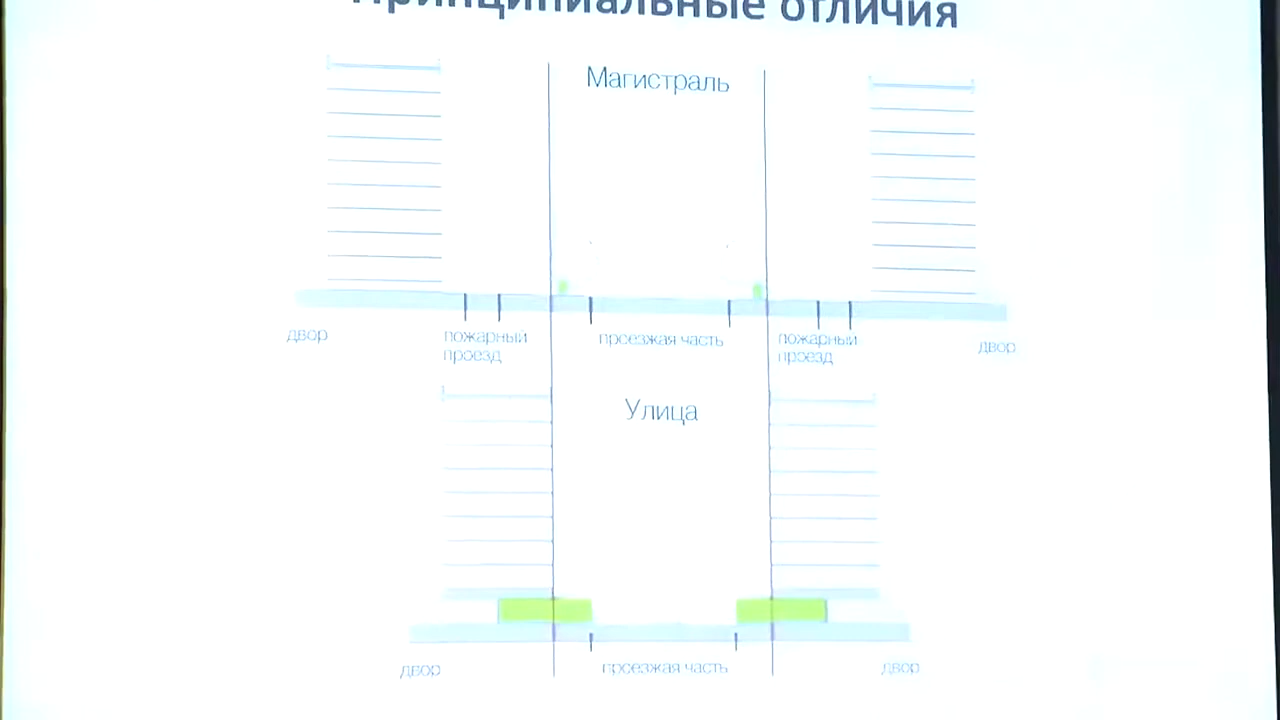 Принципиальные отличия
Магистраль
двор
пожарный
проезд
проезжая часть
пожарный
проезд
двор
Улица
двор
проезжая часть
двор